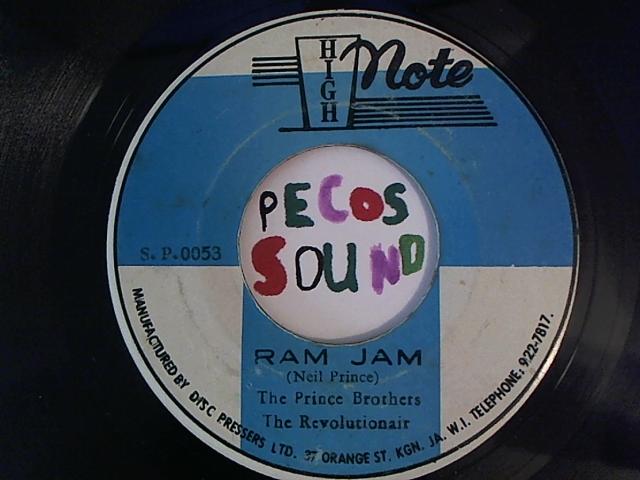 HIGH Note
PECOS
SOUND
S. P. 0053
RAM JAM
(Neil Prince)
The Prince Brothers
The Revolutionair
MANUFACTURED BY DISC PRESSERS LTD. 37 ORANGE ST. KGN. JA. W.I. TELEPHONE: 922-7817.